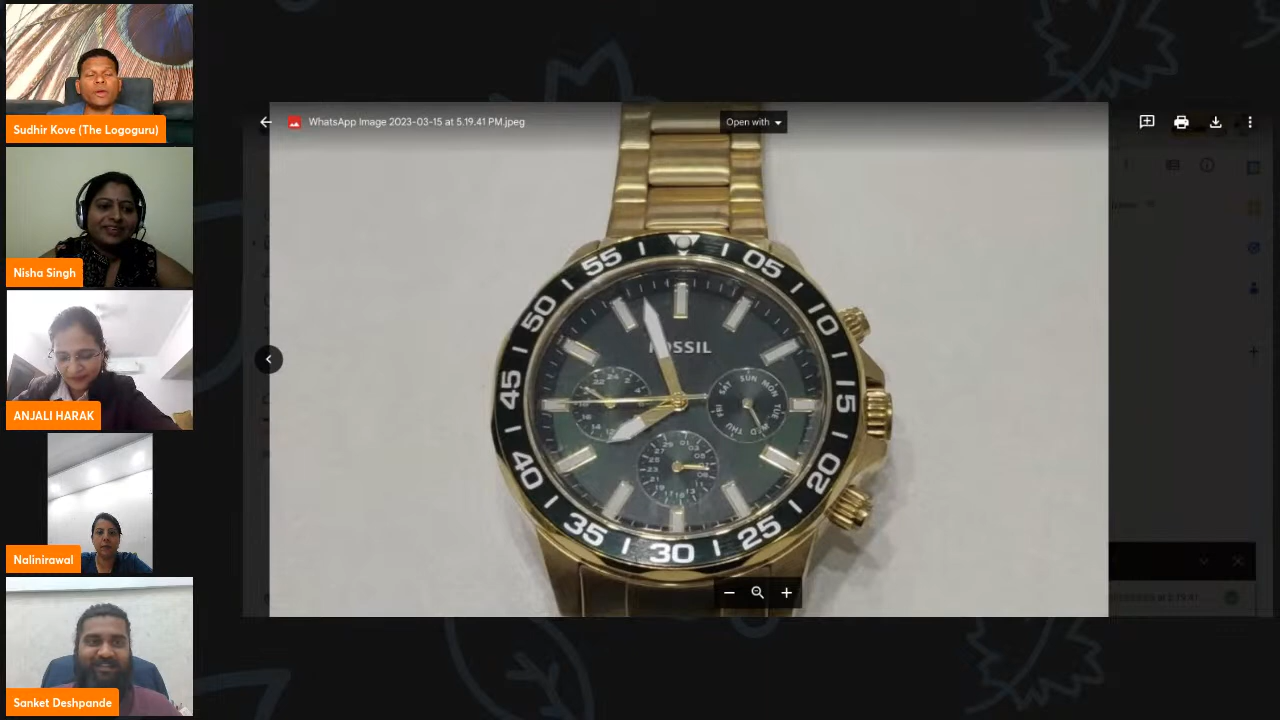 Sudhir Kove (The Logoguru)
Nisha Singh
ANJALI HARAK
Nalinirawal
Sanket Deshpande
WhatsApp Image 2023-03-15 at 5.19.41 PM.jpeg
Open with
55
05
50
10
45
15
40
20
35
30
25
FOSSIL
SAT SUN MON TUE WED THU FRI